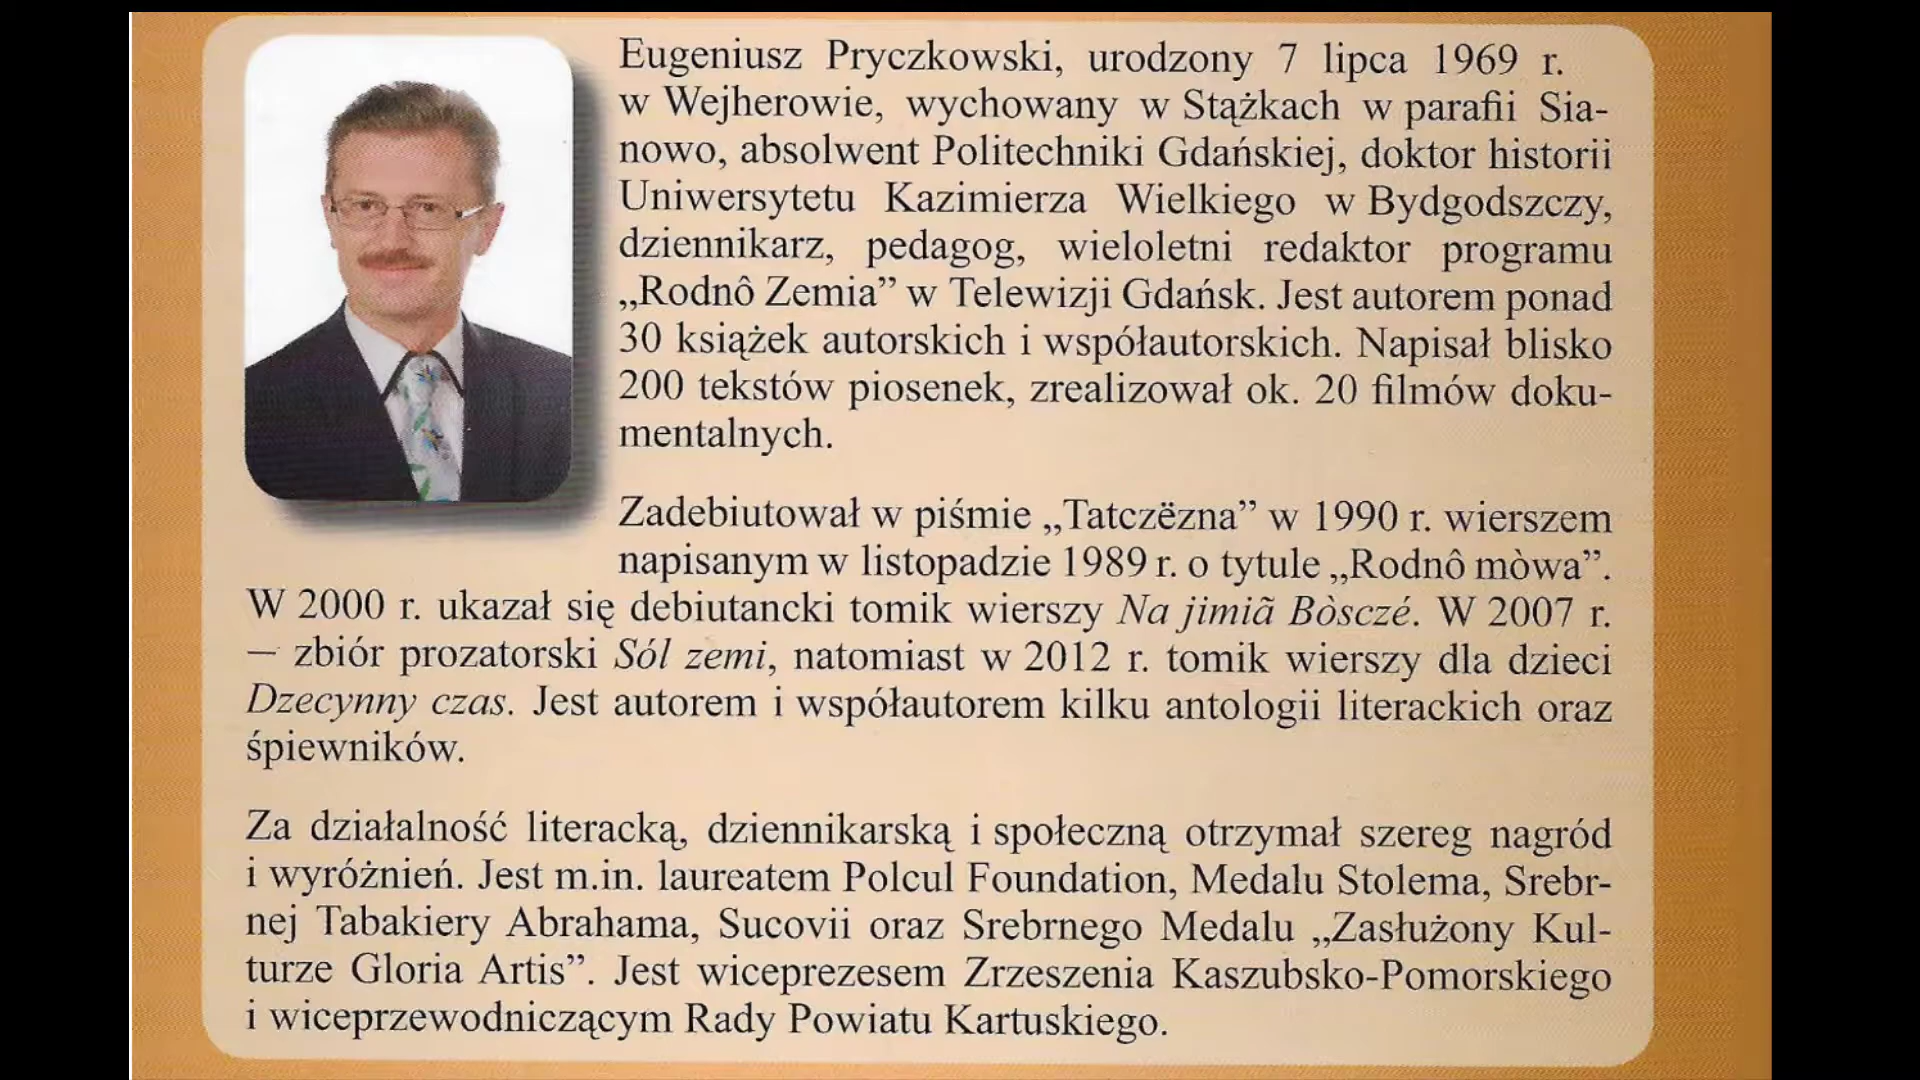 Eugeniusz Pryczkowski, urodzony 7 lipca 1969 r.
w Wejherowie, wychowany w Stążkach w parafii Sia-
nowo, absolwent Politechniki Gdańskiej, doktor historii
Uniwersytetu Kazimierza Wielkiego w Bydgodszczy,
dziennikarz, pedagog, wieloletni redaktor programu
„Rodnô Zemia” w Telewizji Gdańsk. Jest autorem ponad
30 książek autorskich i współautorskich. Napisał blisko
200 tekstów piosenek, zrealizował ok. 20 filmów doku-
mentalnych.
Zadebiutował w piśmie „Tatczëzna” w 1990 r. wierszem
napisanym w listopadzie 1989 r. o tytule „Rodnô mòwa”.
W 2000 r. ukazał się debiutancki tomik wierszy Na jimiã Bòsczé. W 2007 r.
– zbiór prozatorski Sól zemi, natomiast w 2012 r. tomik wierszy dla dzieci
Dzecynny czas. Jest autorem i współautorem kilku antologii literackich oraz
śpiewników.
Za działalność literacką, dziennikarską i społeczną otrzymał szereg nagród
i wyróżnień. Jest m.in. laureatem Polcul Foundation, Medalu Stolema, Srebr-
nej Tabakiery Abrahama, Sucovii oraz Srebrnego Medalu „Zasłużony Kul-
turze Gloria Artis”. Jest wiceprezesem Zrzeszenia Kaszubsko-Pomorskiego
i wiceprzewodniczącym Rady Powiatu Kartuskiego.